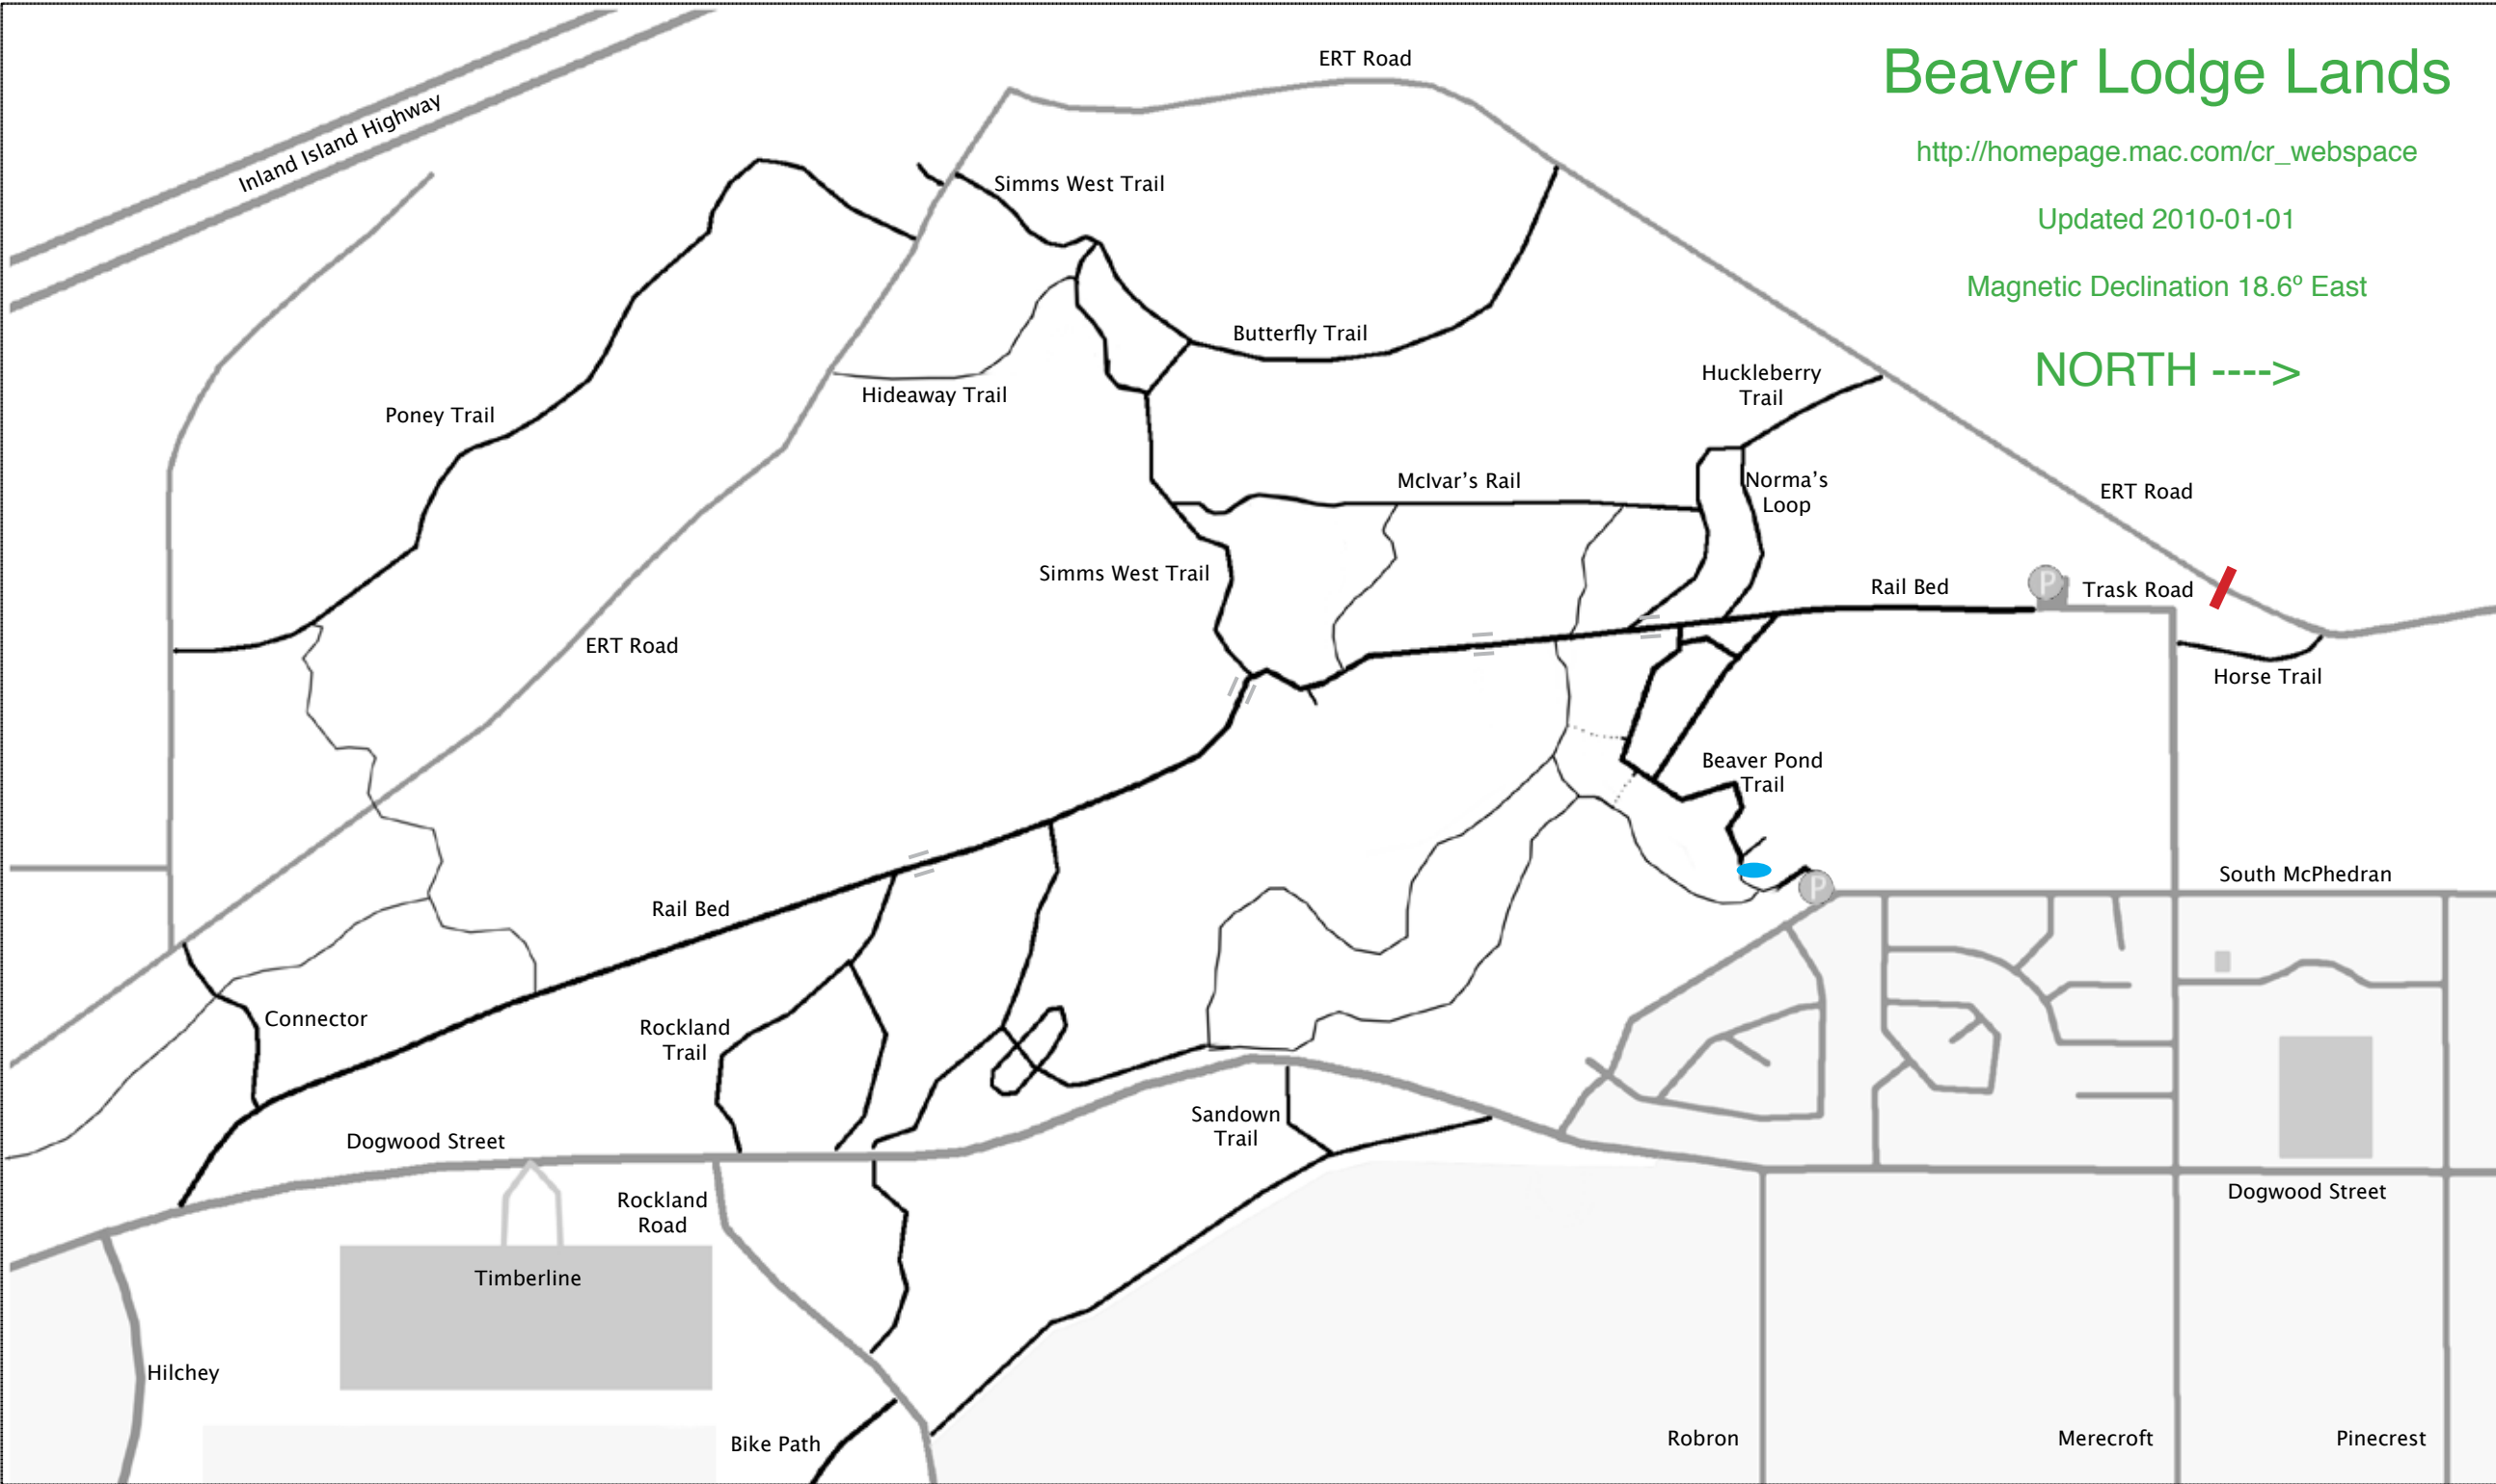 ERT Road
Beaver Lodge Lands
http://homepage.mac.com/cr_webspace
Updated 2010-01-01
Magnetic Declination 18.6º East
NORTH ---->
Inland Island Highway
Simms West Trail
Butterfly Trail
Hideaway Trail
Huckleberry
Trail
Poney Trail
McIvar's Rail
Norma's
Loop
ERT Road
Simms West Trail
Rail Bed
P
Trask Road
ERT Road
Horse Trail
Beaver Pond
Trail
P
South McPhedran
Rail Bed
Connector
Rockland
Trail
Sandown
Trail
Dogwood Street
Rockland
Road
Dogwood Street
Timberline
Hilchey
Bike Path
Robron
Merecroft
Pinecrest